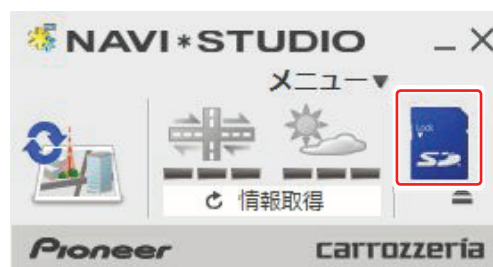 NAVI*STUDIO
メニュー▼
Lock
SD
情報取得
Pioneer
carrozzeria